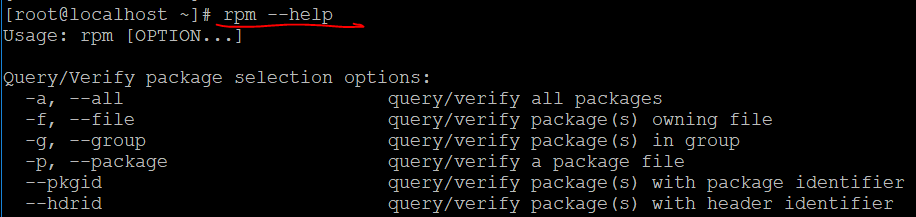 [root@localhost ~]# rpm --help
Usage: rpm [OPTION...]
Query/Verify package selection options:
-a, --all query/verify all packages
-f, --file query/verify package(s) owning file
-g, --group query/verify package(s) in group
-p, --package query/verify a package file
--pkgid query/verify package(s) with package identifier
--hdrid query/verify package(s) with header identifier